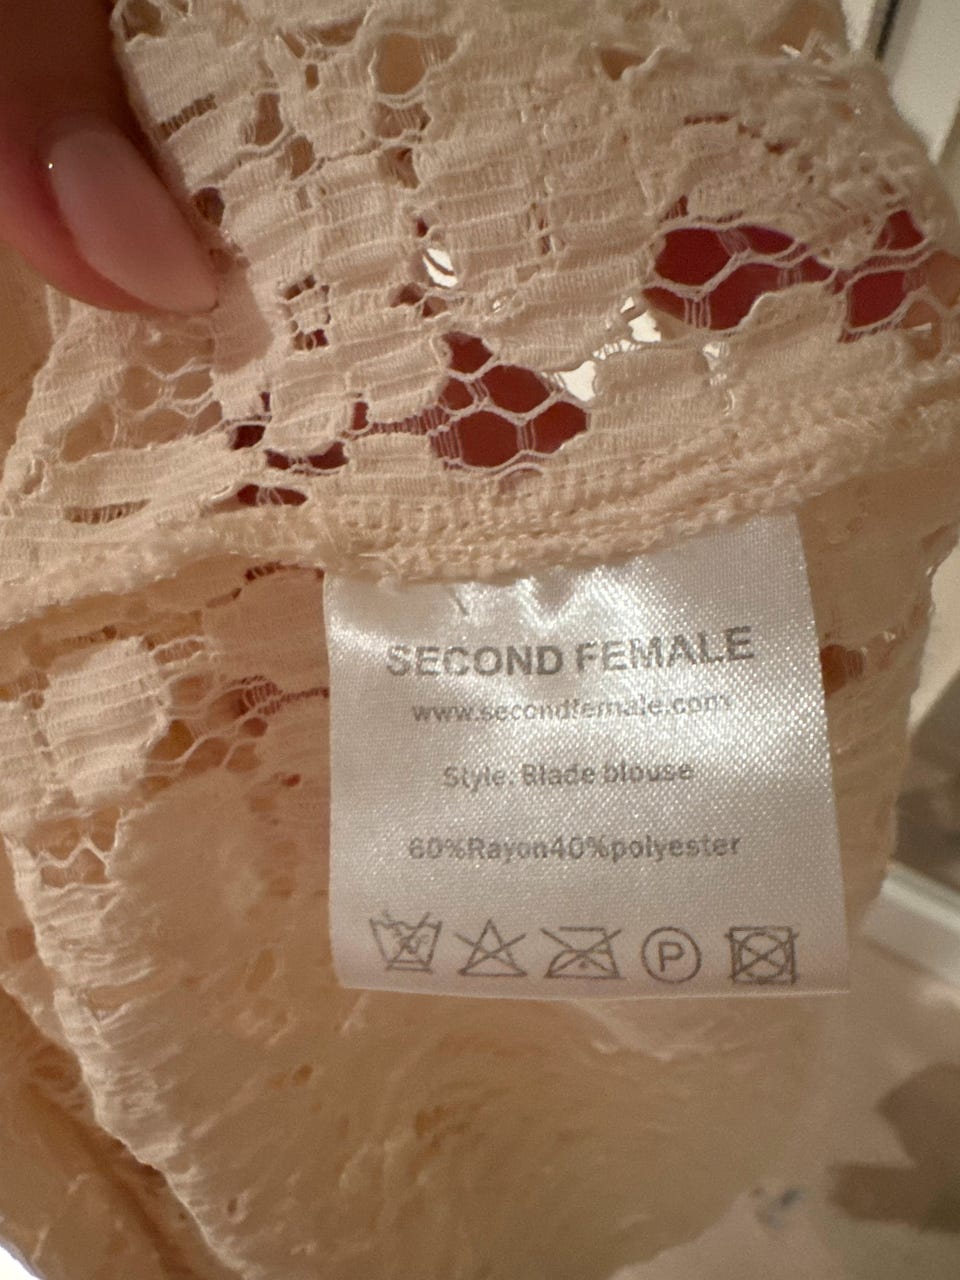 SECOND FEMALE
www.secondfemale.com
Style: Blade blouse
60%Rayon40%polyester
P